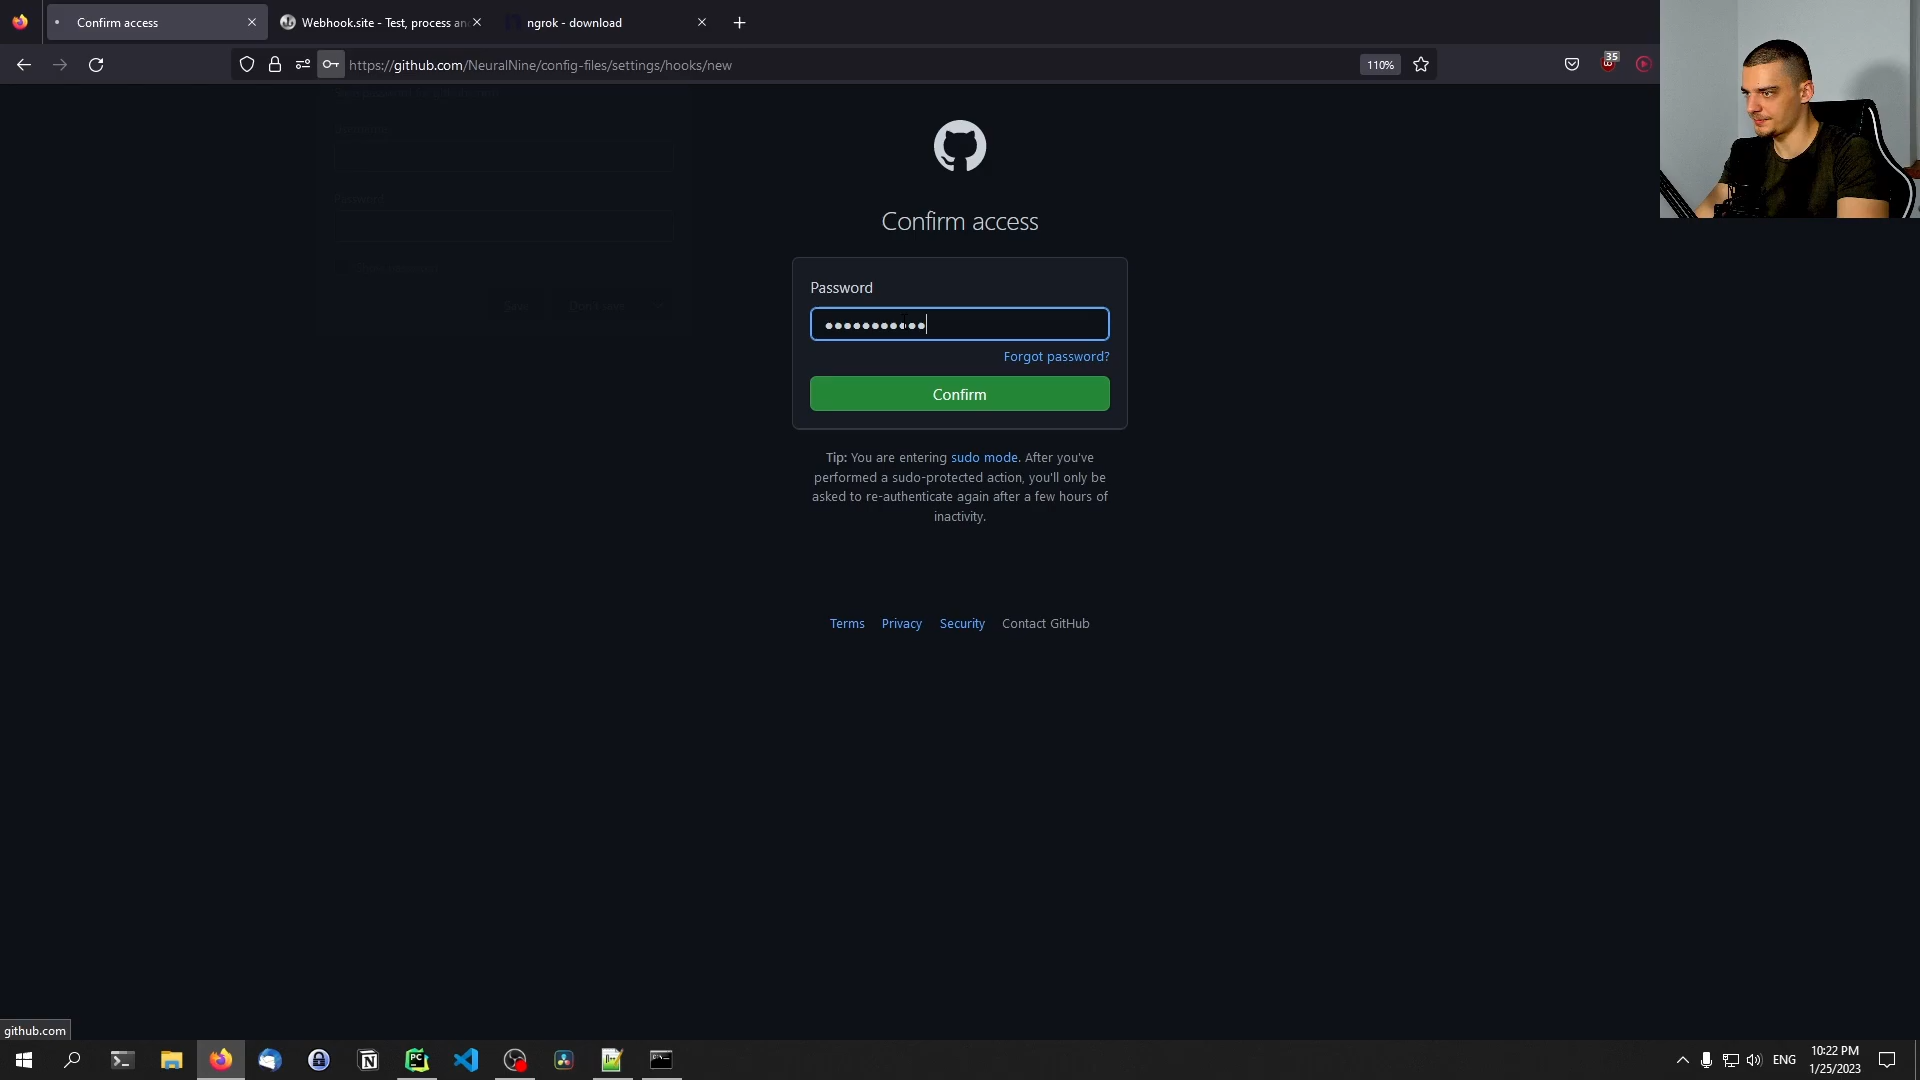 Confirm access
Webhook.site - Test, process an
ngrok - download
https://github.com/NeuralNine/config-files/settings/hooks/new
110%
35
Confirm access
Password
●●●●●●●●●●●
Forgot password?
Confirm
Tip: You are entering sudo mode. After you've
performed a sudo-protected action, you'll only be
asked to re-authenticate again after a few hours of
inactivity.
Terms Privacy Security Contact GitHub
github.com
ENG
10:22 PM
1/25/2023